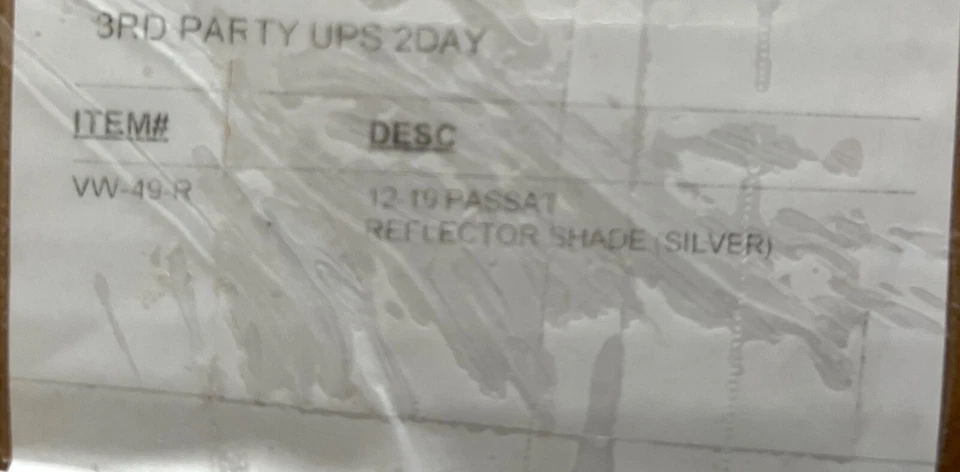 3RD PARTY UPS 2DAY
ITEM# DESC
VW-49-R 12-19 PASSAT
REFLECTOR SHADE (SILVER)